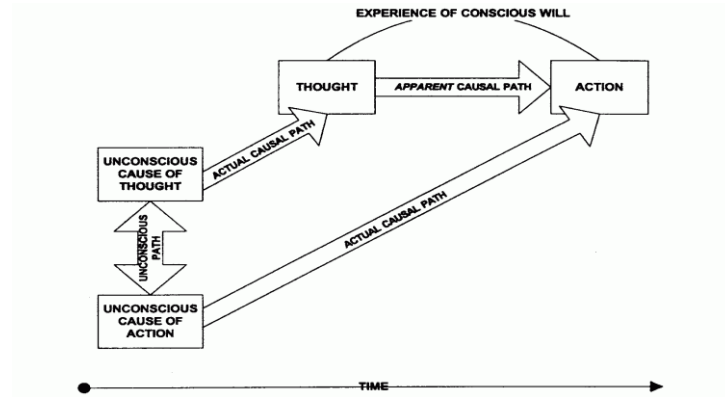 EXPERIENCE OF CONSCIOUS WILL
THOUGHT
APPARENT CAUSAL PATH
ACTION
ACTUAL CAUSAL PATH
UNCONSCIOUS
CAUSE OF
THOUGHT
UNCONSCIOUS
PATH
ACTUAL CAUSAL PATH
UNCONSCIOUS
CAUSE OF
ACTION
TIME